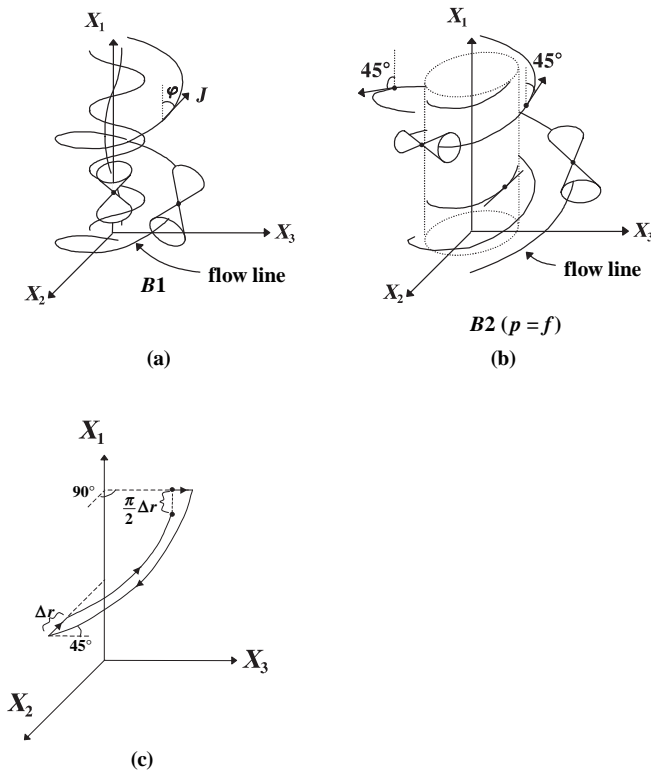 X₁
φ
J
X₃
X₂
flow line
B1
(a)
X₁
45°
45°
X₃
X₂
flow line
B2 (p = f)
(b)
X₁
90°
π/2 Δr
Δr
45°
X₃
X₂
(c)